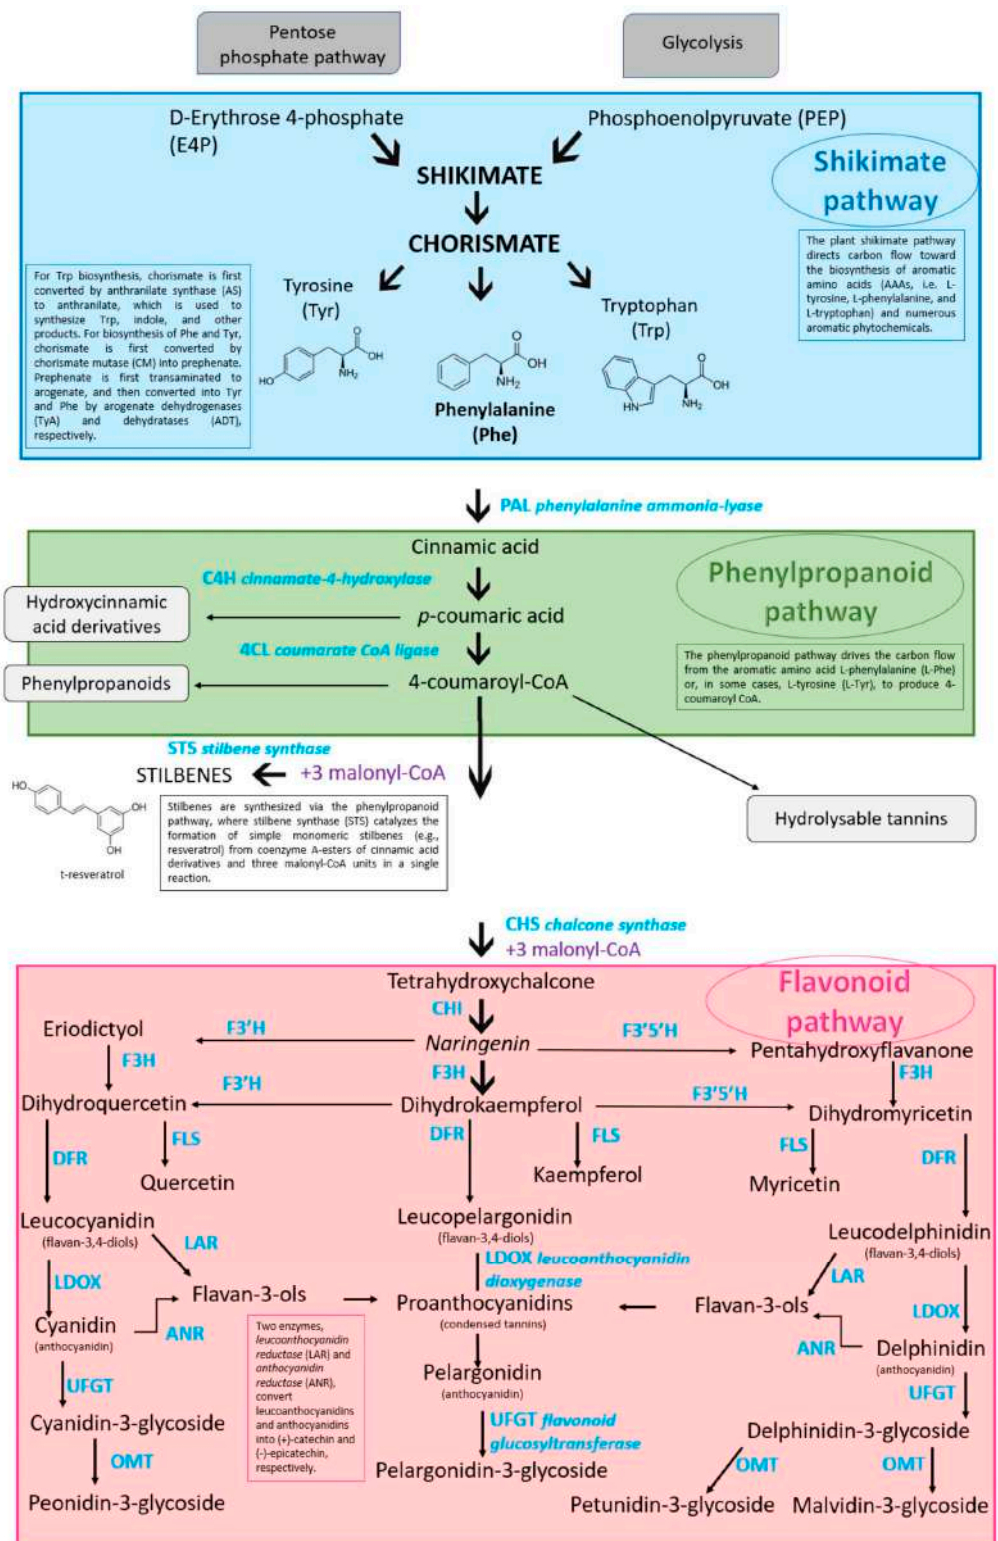 Pentose
phosphate pathway
Glycolysis
D-Erythrose 4-phosphate
(E4P)
Phosphoenolpyruvate (PEP)
Shikimate
pathway
SHIKIMATE
CHORISMATE
The plant shikimate pathway
directs carbon flow toward
the biosynthesis of aromatic
amino acids (AAAs, i.e. L-
tyrosine, L-phenylalanine, and
L-tryptophan) and numerous
aromatic phytochemicals.
For Trp biosynthesis, chorismate is first
converted by anthranilate synthase (AS)
to anthranilate, which is used to
synthesize Trp, indole, and other
products. For biosynthesis of Phe and Tyr,
chorismate is first converted by
chorismate mutase (CM) into prephenate.
Prephenate is first transaminated to
arogenate, and then converted into Tyr
and Phe by arogenate dehydrogenases
(TyA) and dehydratases (ADT),
respectively.
Tyrosine
(Tyr)
HO
O
OH
NH₂
O
OH
NH₂
Phenylalanine
(Phe)
Tryptophan
(Trp)
HN
O
OH
NH₂
PAL phenylalanine ammonia-lyase
Cinnamic acid
C4H cinnamate-4-hydroxylase
Phenylpropanoid
pathway
Hydroxycinnamic
acid derivatives
p-coumaric acid
4CL coumarate CoA ligase
The phenylpropanoid pathway drives the carbon flow
from the aromatic amino acid L-phenylalanine (L-Phe)
or, in some cases, L-tyrosine (L-Tyr), to produce 4-
coumaroyl CoA.
Phenylpropanoids
4-coumaroyl-CoA
STS stilbene synthase
STILBENES
+3 malonyl-CoA
HO
OH
OH
t-resveratrol
Stilbenes are synthesized via the phenylpropanoid
pathway, where stilbene synthase (STS) catalyzes the
formation of simple monomeric stilbenes (e.g.,
resveratrol) from coenzyme A-esters of cinnamic acid
derivatives and three malonyl-CoA units in a single
reaction.
Hydrolysable tannins
CHS chalcone synthase
+3 malonyl-CoA
Tetrahydroxychalcone
Flavonoid
pathway
CHI
Eriodictyol
F3'H
Naringenin
F3'5'H
Pentahydroxyflavanone
F3H
F3H
F3H
Dihydroquercetin
F3'H
Dihydrokaempferol
F3'5'H
Dihydromyricetin
DFR
FLS
DFR
FLS
FLS
DFR
Quercetin
Kaempferol
Myricetin
Leucocyanidin
(flavan-3,4-diols)
Leucopelargonidin
(flavan-3,4-diols)
Leucodelphinidin
(flavan-3,4-diols)
LAR
LDOX leucoanthocyanidin
dioxygenase
LAR
LDOX
Flavan-3-ols
Proanthocyanidins
(condensed tannins)
Flavan-3-ols
LDOX
Cyanidin
(anthocyanidin)
ANR
ANR
Delphinidin
(anthocyanidin)
Two enzymes,
leucoanthocyanidin
reductase (LAR) and
anthocyanidin
reductase (ANR),
convert
leucoanthocyanidins
and anthocyanidins
into (+)-catechin and
(-)-epicatechin,
respectively.
Pelargonidin
(anthocyanidin)
UFGT
UFGT
Cyanidin-3-glycoside
UFGT flavonoid
glucosyltransferase
Delphinidin-3-glycoside
OMT
Pelargonidin-3-glycoside
OMT
OMT
Peonidin-3-glycoside
Petunidin-3-glycoside
Malvidin-3-glycoside